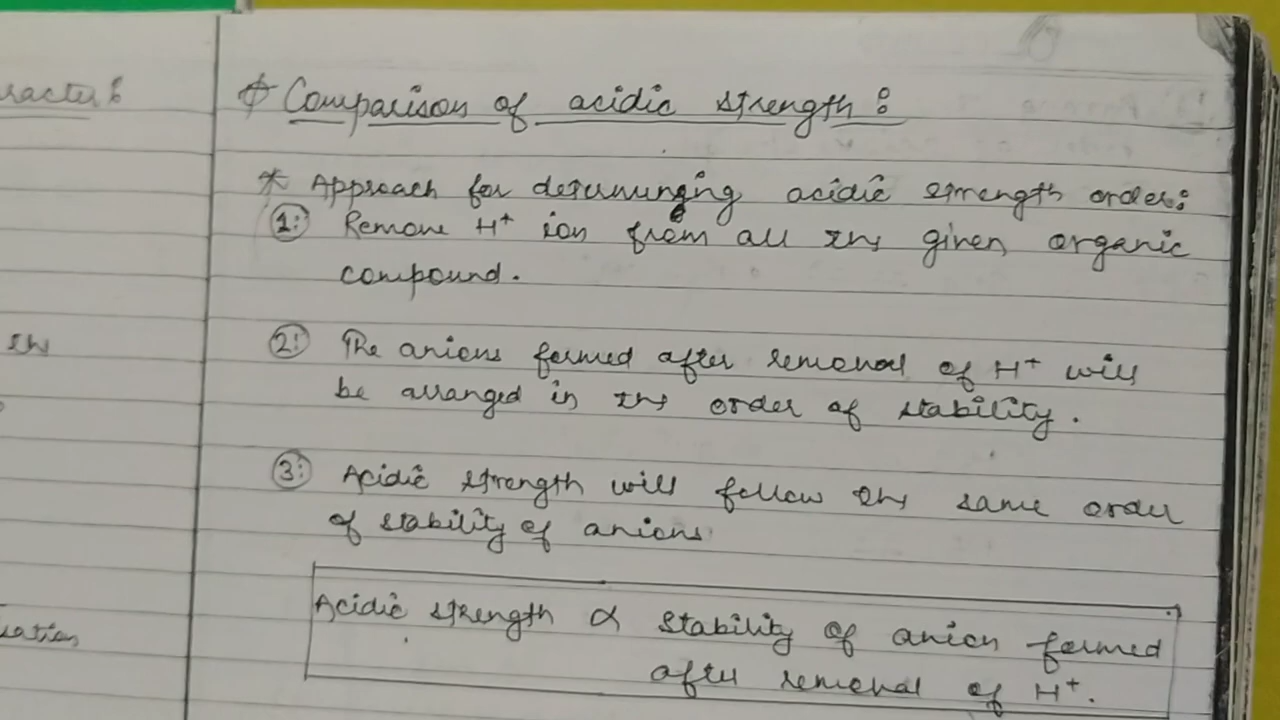 Comparison of acidic strength :
* Approach for determining acidic strength order:
1: Remove H⁺ ion from all the given organic
compound.
2: The anions formed after removal of H⁺ will
be arranged in the order of stability.
3: Acidic strength will follow the same order
of stability of anions
Acidic strength ∝ stability of anion formed
after removal of H⁺.